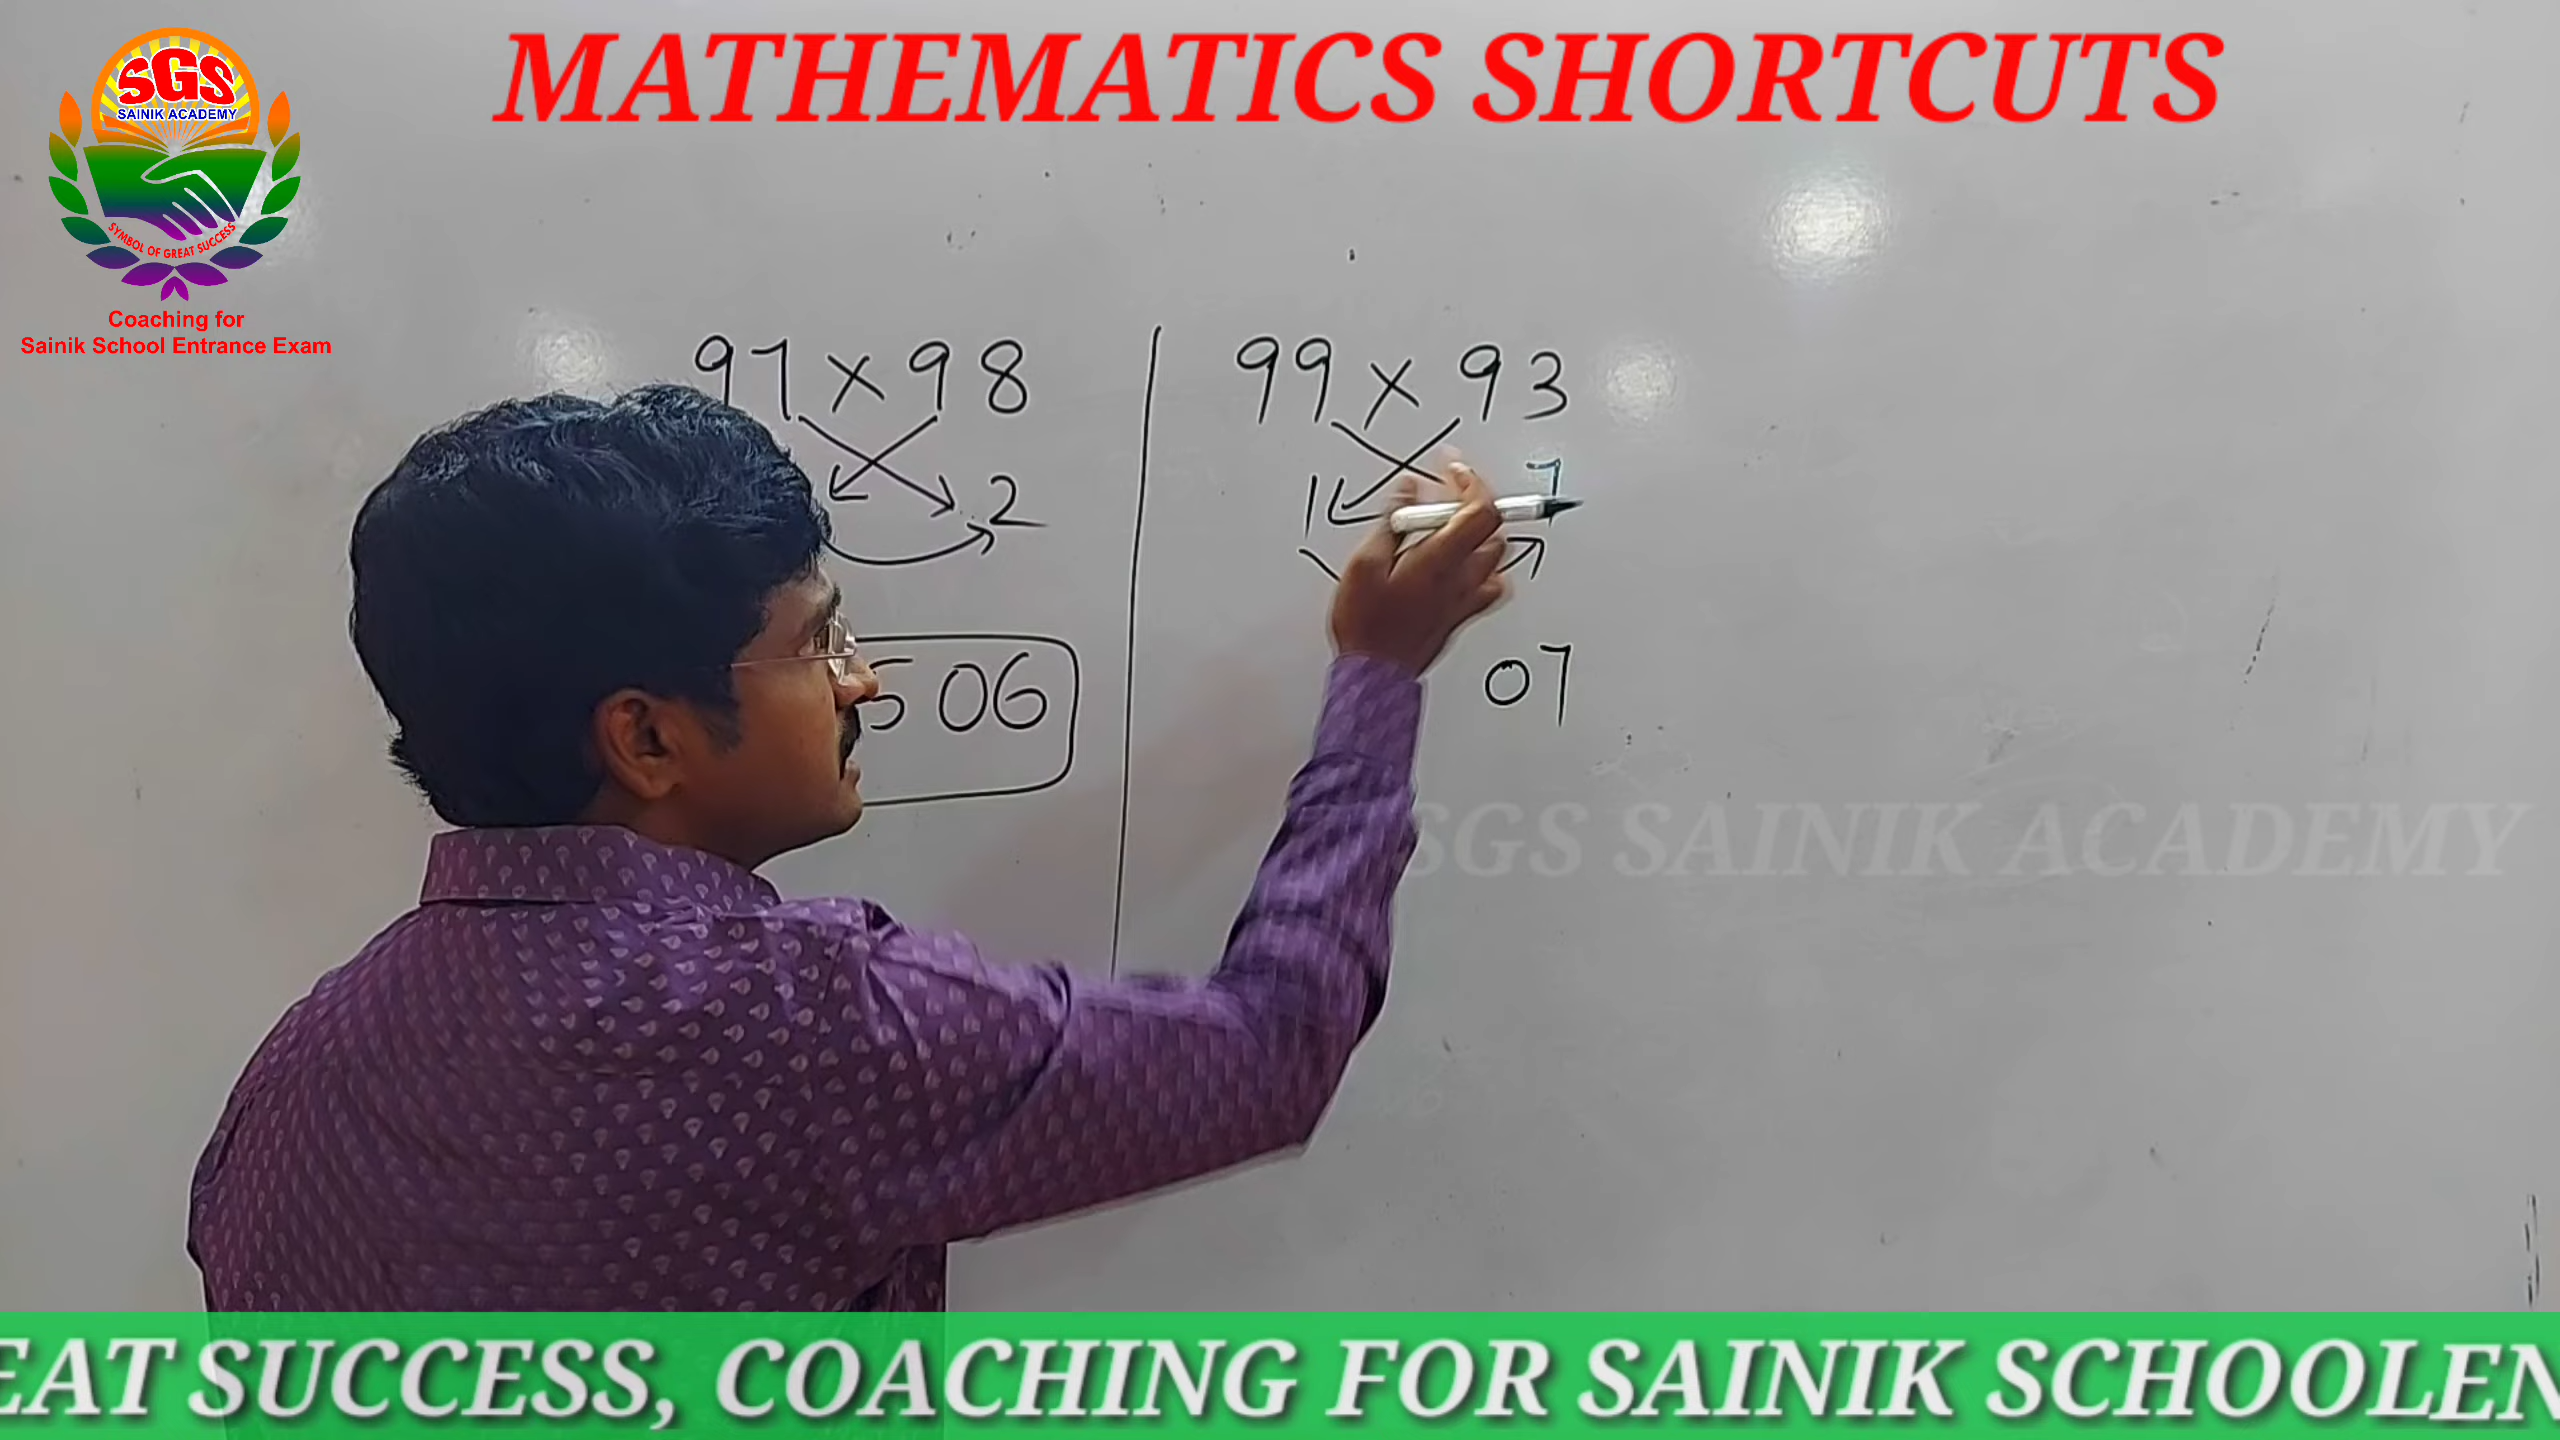 MATHEMATICS SHORTCUTS
SGS
SAINIK ACADEMY
SYMBOL OF GREAT SUCCESS
Coaching for
Sainik School Entrance Exam
97 × 98
2
506
99 × 93
1 7
07
SGS SAINIK ACADEMY
EAT SUCCESS, COACHING FOR SAINIK SCHOOLEN